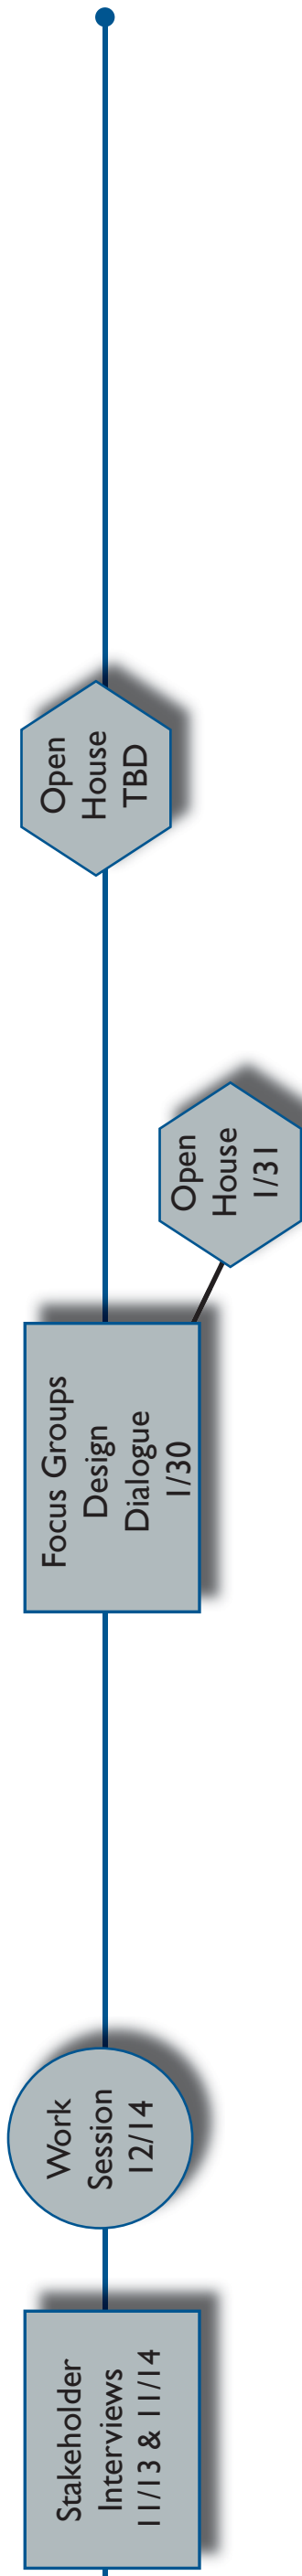 Stakeholder
Interviews
11/13 & 11/14
Work
Session
12/14
Focus Groups
Design
Dialogue
1/30
Open
House
1/31
Open
House
TBD